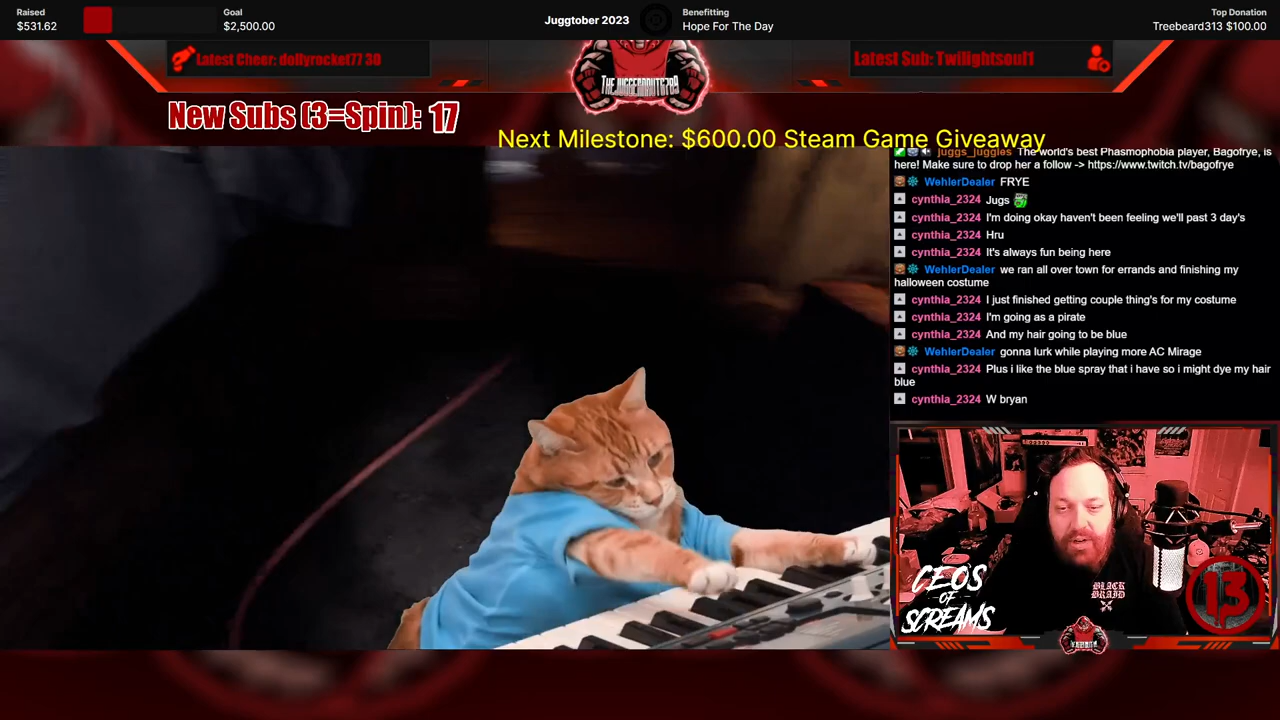 Raised
$531.62
Goal
$2,500.00
Juggtober 2023
Benefitting
Hope For The Day
Top Donation
Treebeard313 $100.00
Latest Cheer: dollyrocket77 30
THEJUGGERNAUT6789
Latest Sub: Twilightsoul1
New Subs (3=Spin): 17
Next Milestone: $600.00 Steam Game Giveaway
juggs_juggles The world's best Phasmophobia player, Bagofrye, is
here! Make sure to drop her a follow -> https://www.twitch.tv/bagofrye
WehlerDealer FRYE
cynthia_2324 Jugs
cynthia_2324 I'm doing okay haven't been feeling we'll past 3 day's
cynthia_2324 Hru
cynthia_2324 It's always fun being here
WehlerDealer we ran all over town for errands and finishing my
halloween costume
cynthia_2324 I just finished getting couple thing's for my costume
cynthia_2324 I'm going as a pirate
cynthia_2324 And my hair going to be blue
WehlerDealer gonna lurk while playing more AC Mirage
cynthia_2324 Plus i like the blue spray that i have so i might dye my hair
blue
cynthia_2324 W bryan
CEOS
OF
SCREAMS
BLACK
BRAID
13